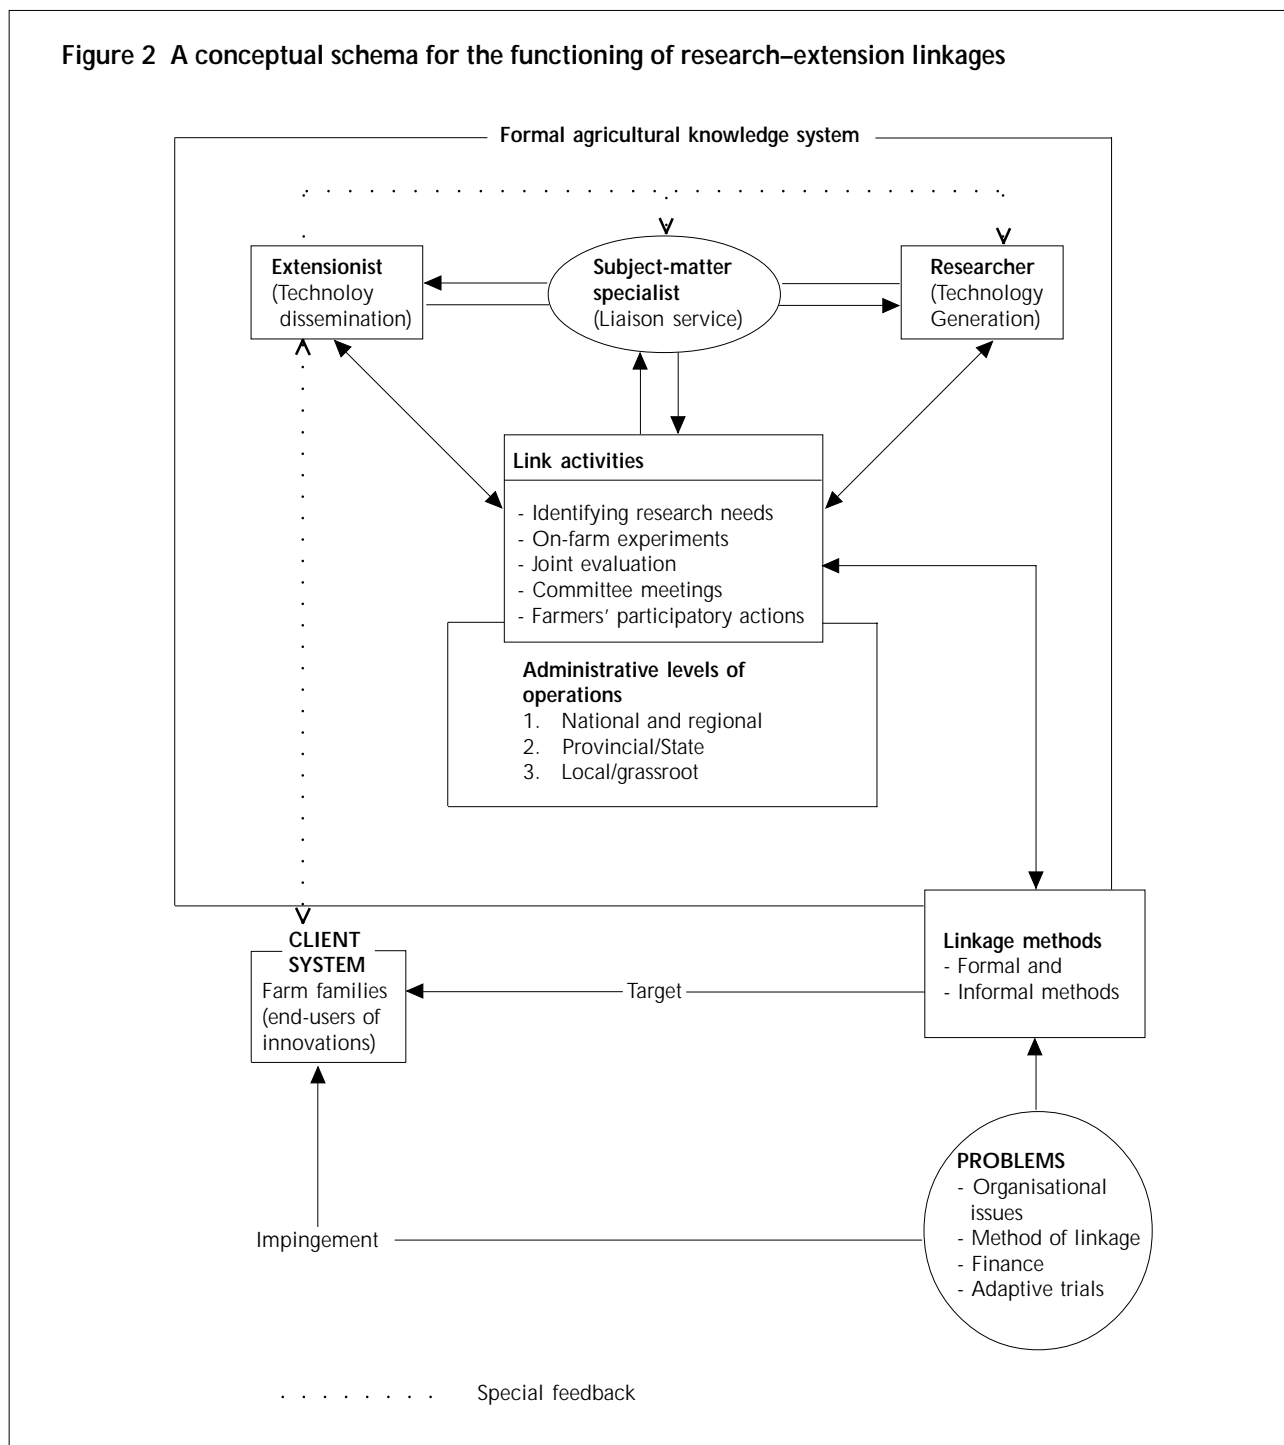 Figure 2 A conceptual schema for the functioning of research–extension linkages
Formal agricultural knowledge system
Extensionist
(Technoloy
dissemination)
Subject-matter
specialist
(Liaison service)
Researcher
(Technology
Generation)
Link activities
- Identifying research needs
- On-farm experiments
- Joint evaluation
- Committee meetings
- Farmers’ participatory actions
Administrative levels of
operations
1. National and regional
2. Provincial/State
3. Local/grassroot
CLIENT
SYSTEM
Farm families
(end-users of
innovations)
Target
Linkage methods
- Formal and
- Informal methods
Impingement
PROBLEMS
- Organisational
issues
- Method of linkage
- Finance
- Adaptive trials
Special feedback